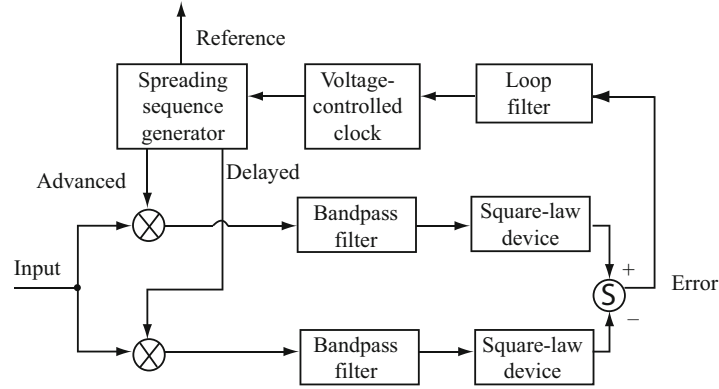 Reference
Spreading
sequence
generator
Voltage-
controlled
clock
Loop
filter
Advanced
Delayed
Bandpass
filter
Square-law
device
+
Input
S
Error
−
Bandpass
filter
Square-law
device